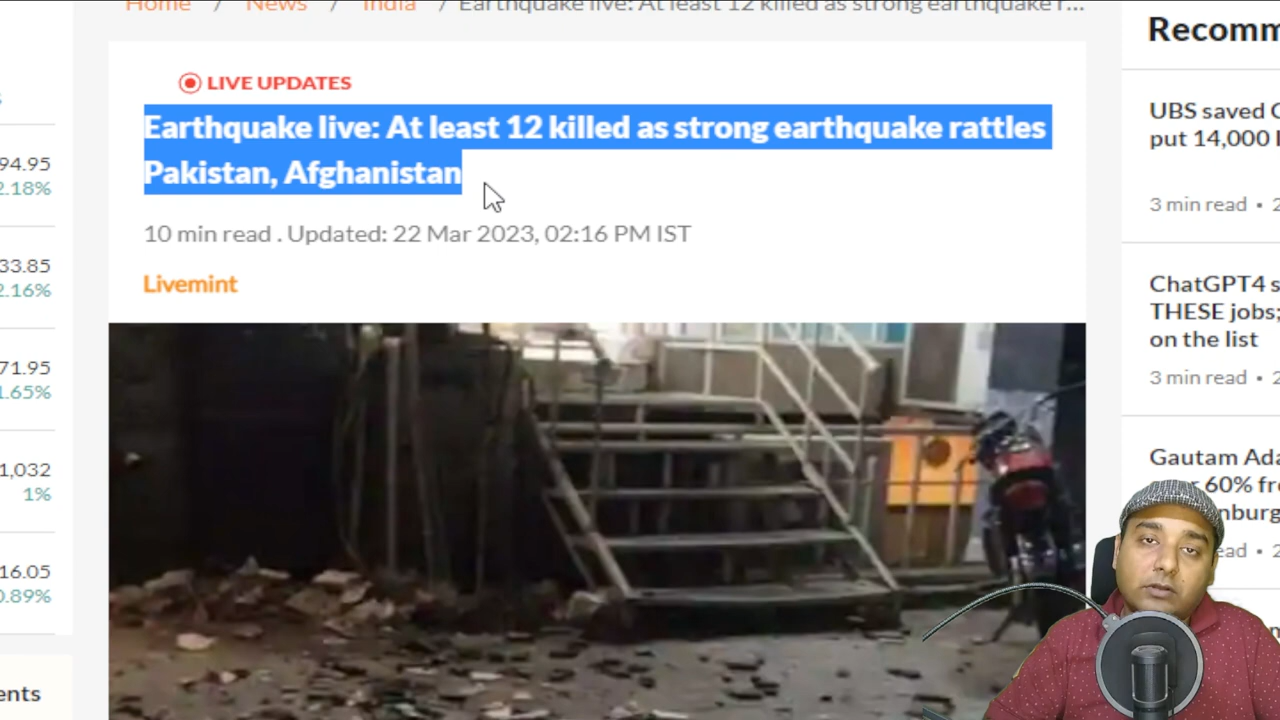 Home / News / India / Earthquake live: At least 12 killed as strong earthquake r...
LIVE UPDATES
Earthquake live: At least 12 killed as strong earthquake rattles
Pakistan, Afghanistan
10 min read . Updated: 22 Mar 2023, 02:16 PM IST
Livemint
94.95
2.18%
33.85
2.16%
71.95
1.65%
1,032
1%
16.05
0.89%
ents
Recomm
UBS saved C
put 14,000
3 min read • 2
ChatGPT4 s
THESE jobs;
on the list
3 min read • 2
Gautam Ada
60% fr
nburg
ead • 2